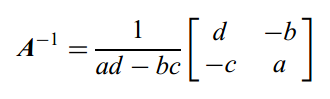 A⁻¹ = \frac{1}{ad − bc} \begin{bmatrix} d & −b \\ −c & a \end{bmatrix}